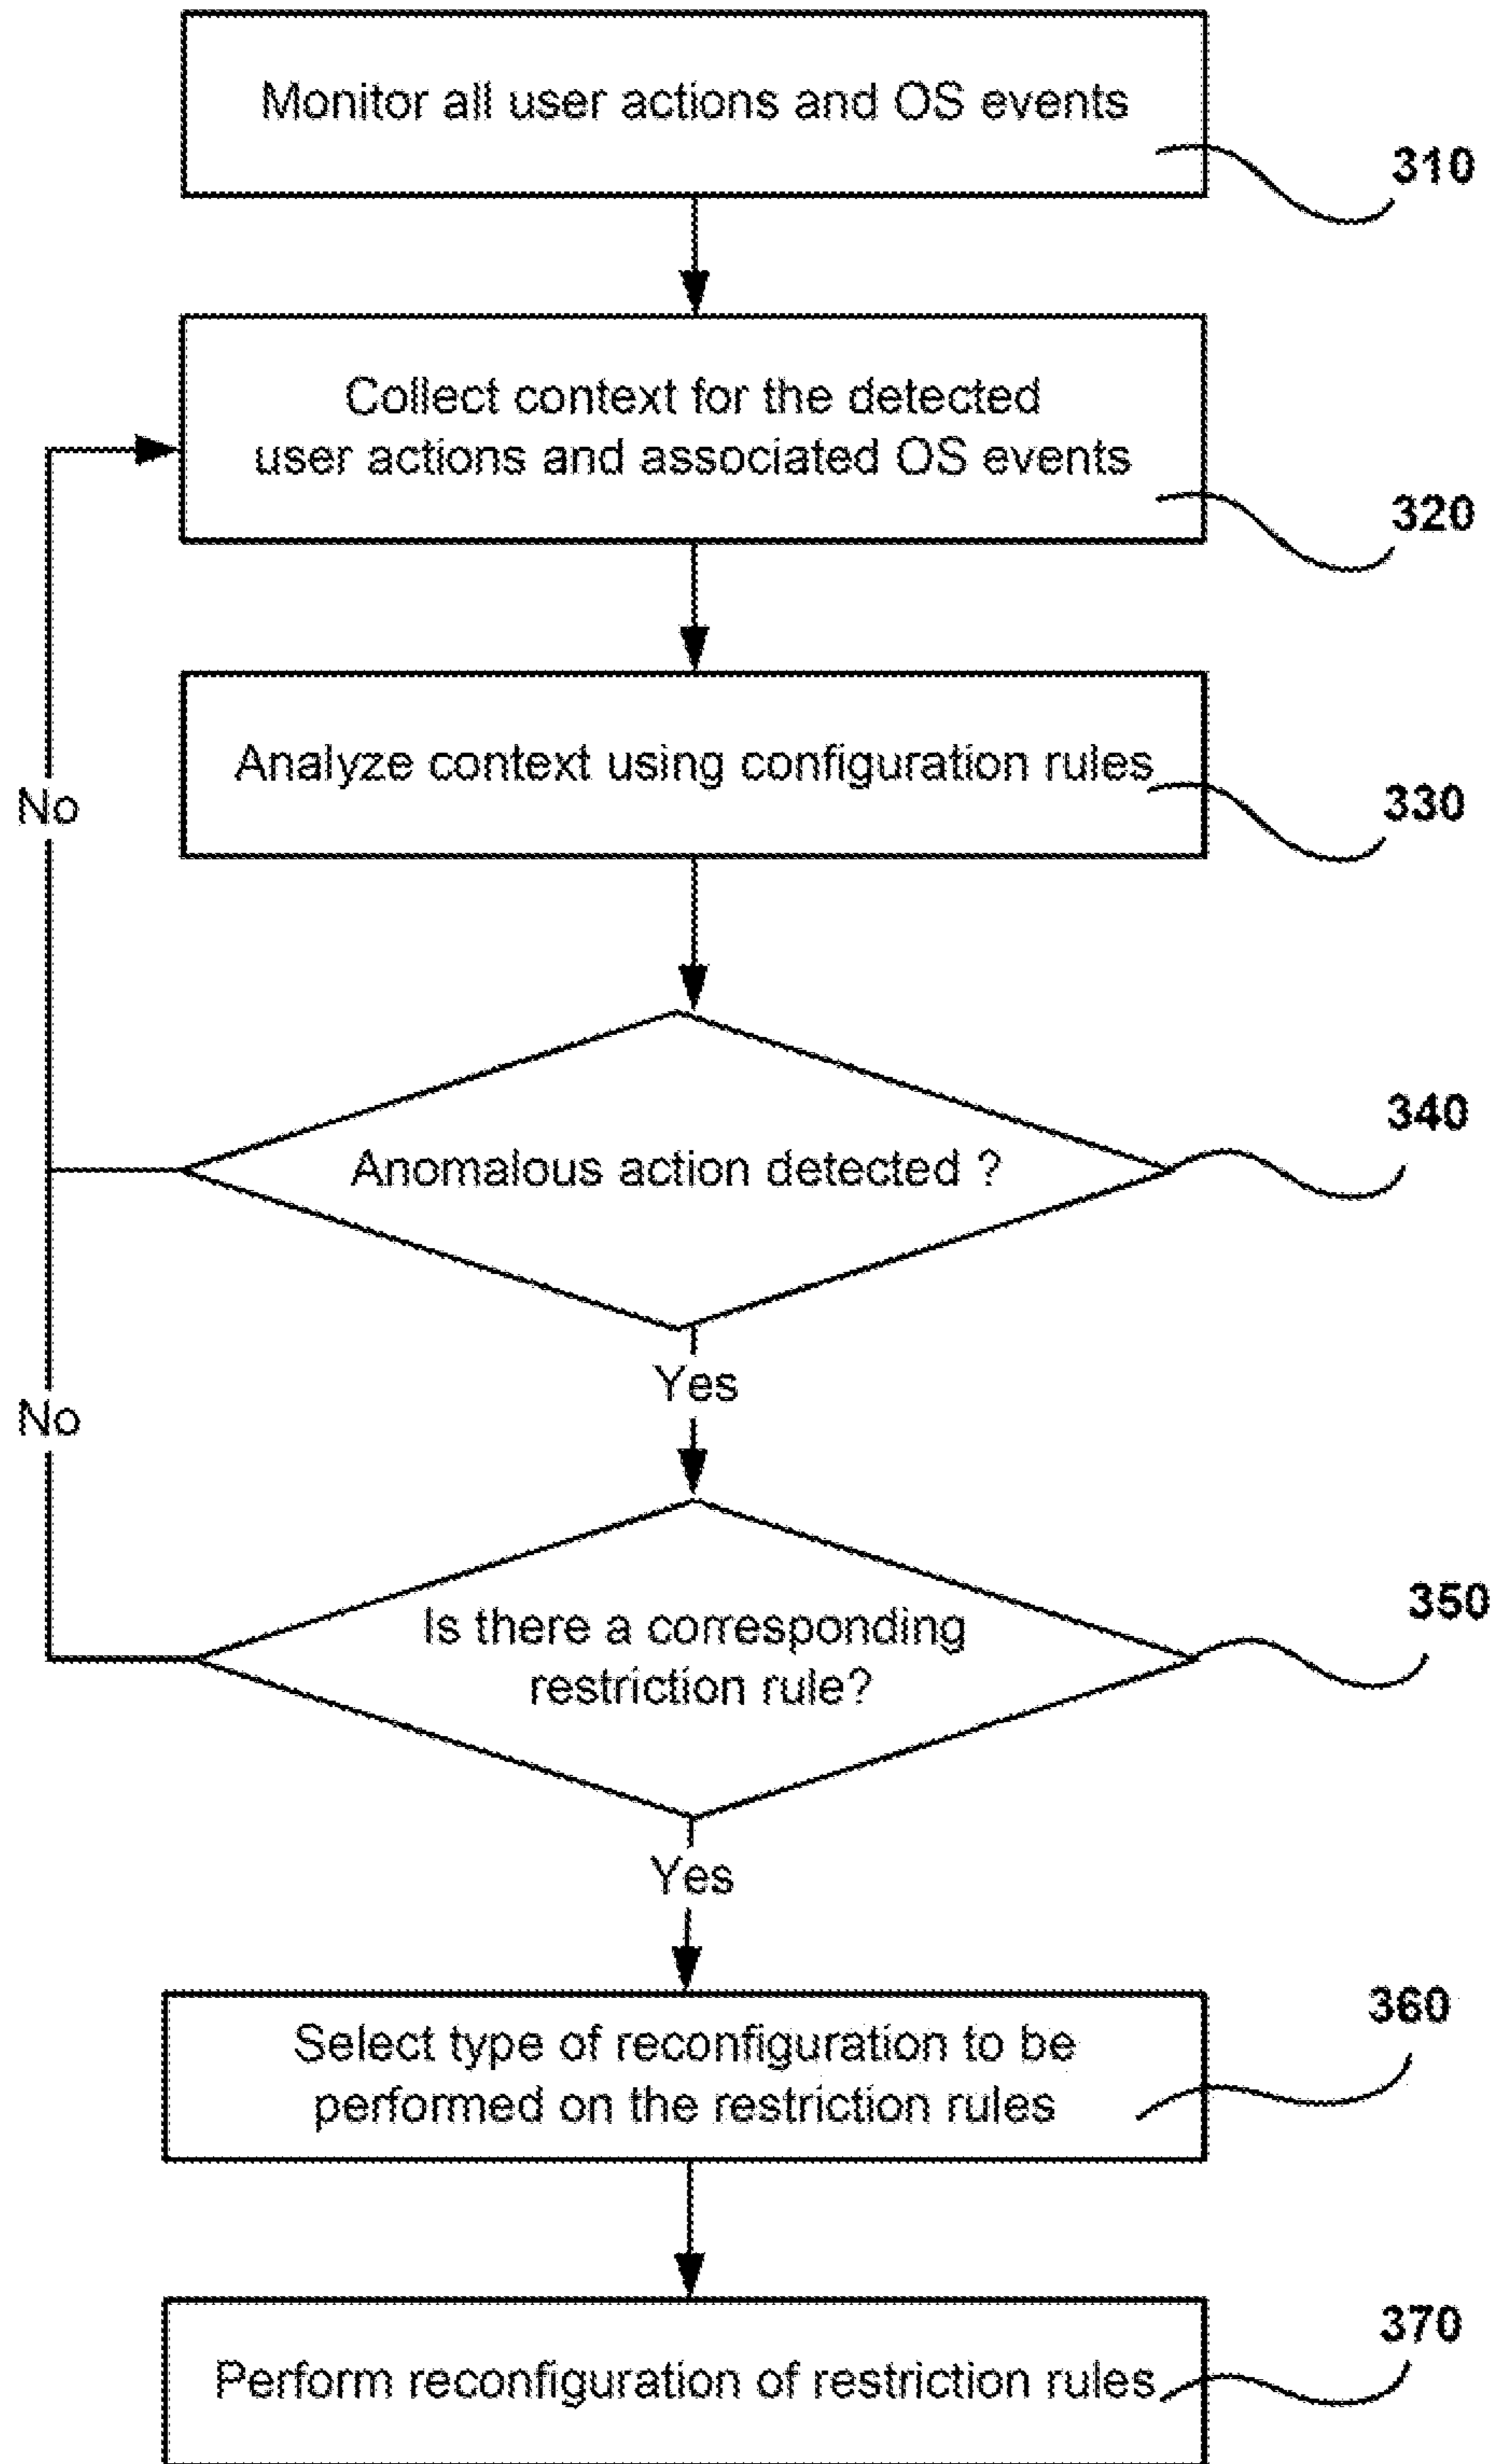 Monitor all user actions and OS events
310
Collect context for the detected
user actions and associated OS events
320
Analyze context using configuration rules
330
No
Anomalous action detected ?
340
Yes
No
Is there a corresponding
restriction rule?
350
Yes
Select type of reconfiguration to be
performed on the restriction rules
360
Perform reconfiguration of restriction rules
370